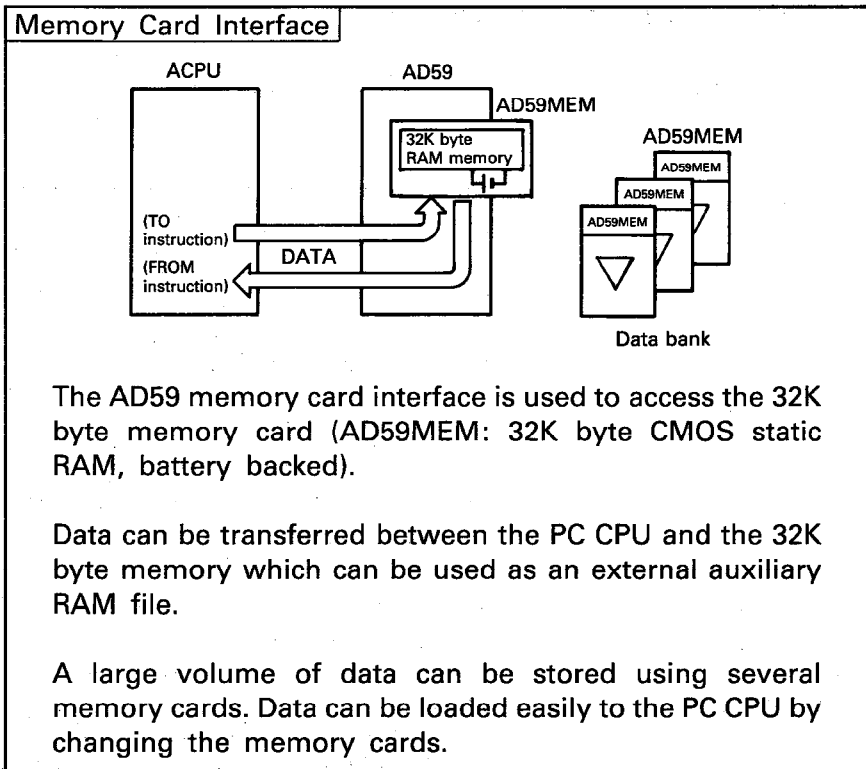 Memory Card Interface
ACPU
AD59
AD59MEM
32K byte
RAM memory
AD59MEM
AD59MEM
AD59MEM
AD59MEM
(TO
instruction)
DATA
(FROM
instruction)
Data bank
The AD59 memory card interface is used to access the 32K
byte memory card (AD59MEM: 32K byte CMOS static
RAM, battery backed).
Data can be transferred between the PC CPU and the 32K
byte memory which can be used as an external auxiliary
RAM file.
A large volume of data can be stored using several
memory cards. Data can be loaded easily to the PC CPU by
changing the memory cards.